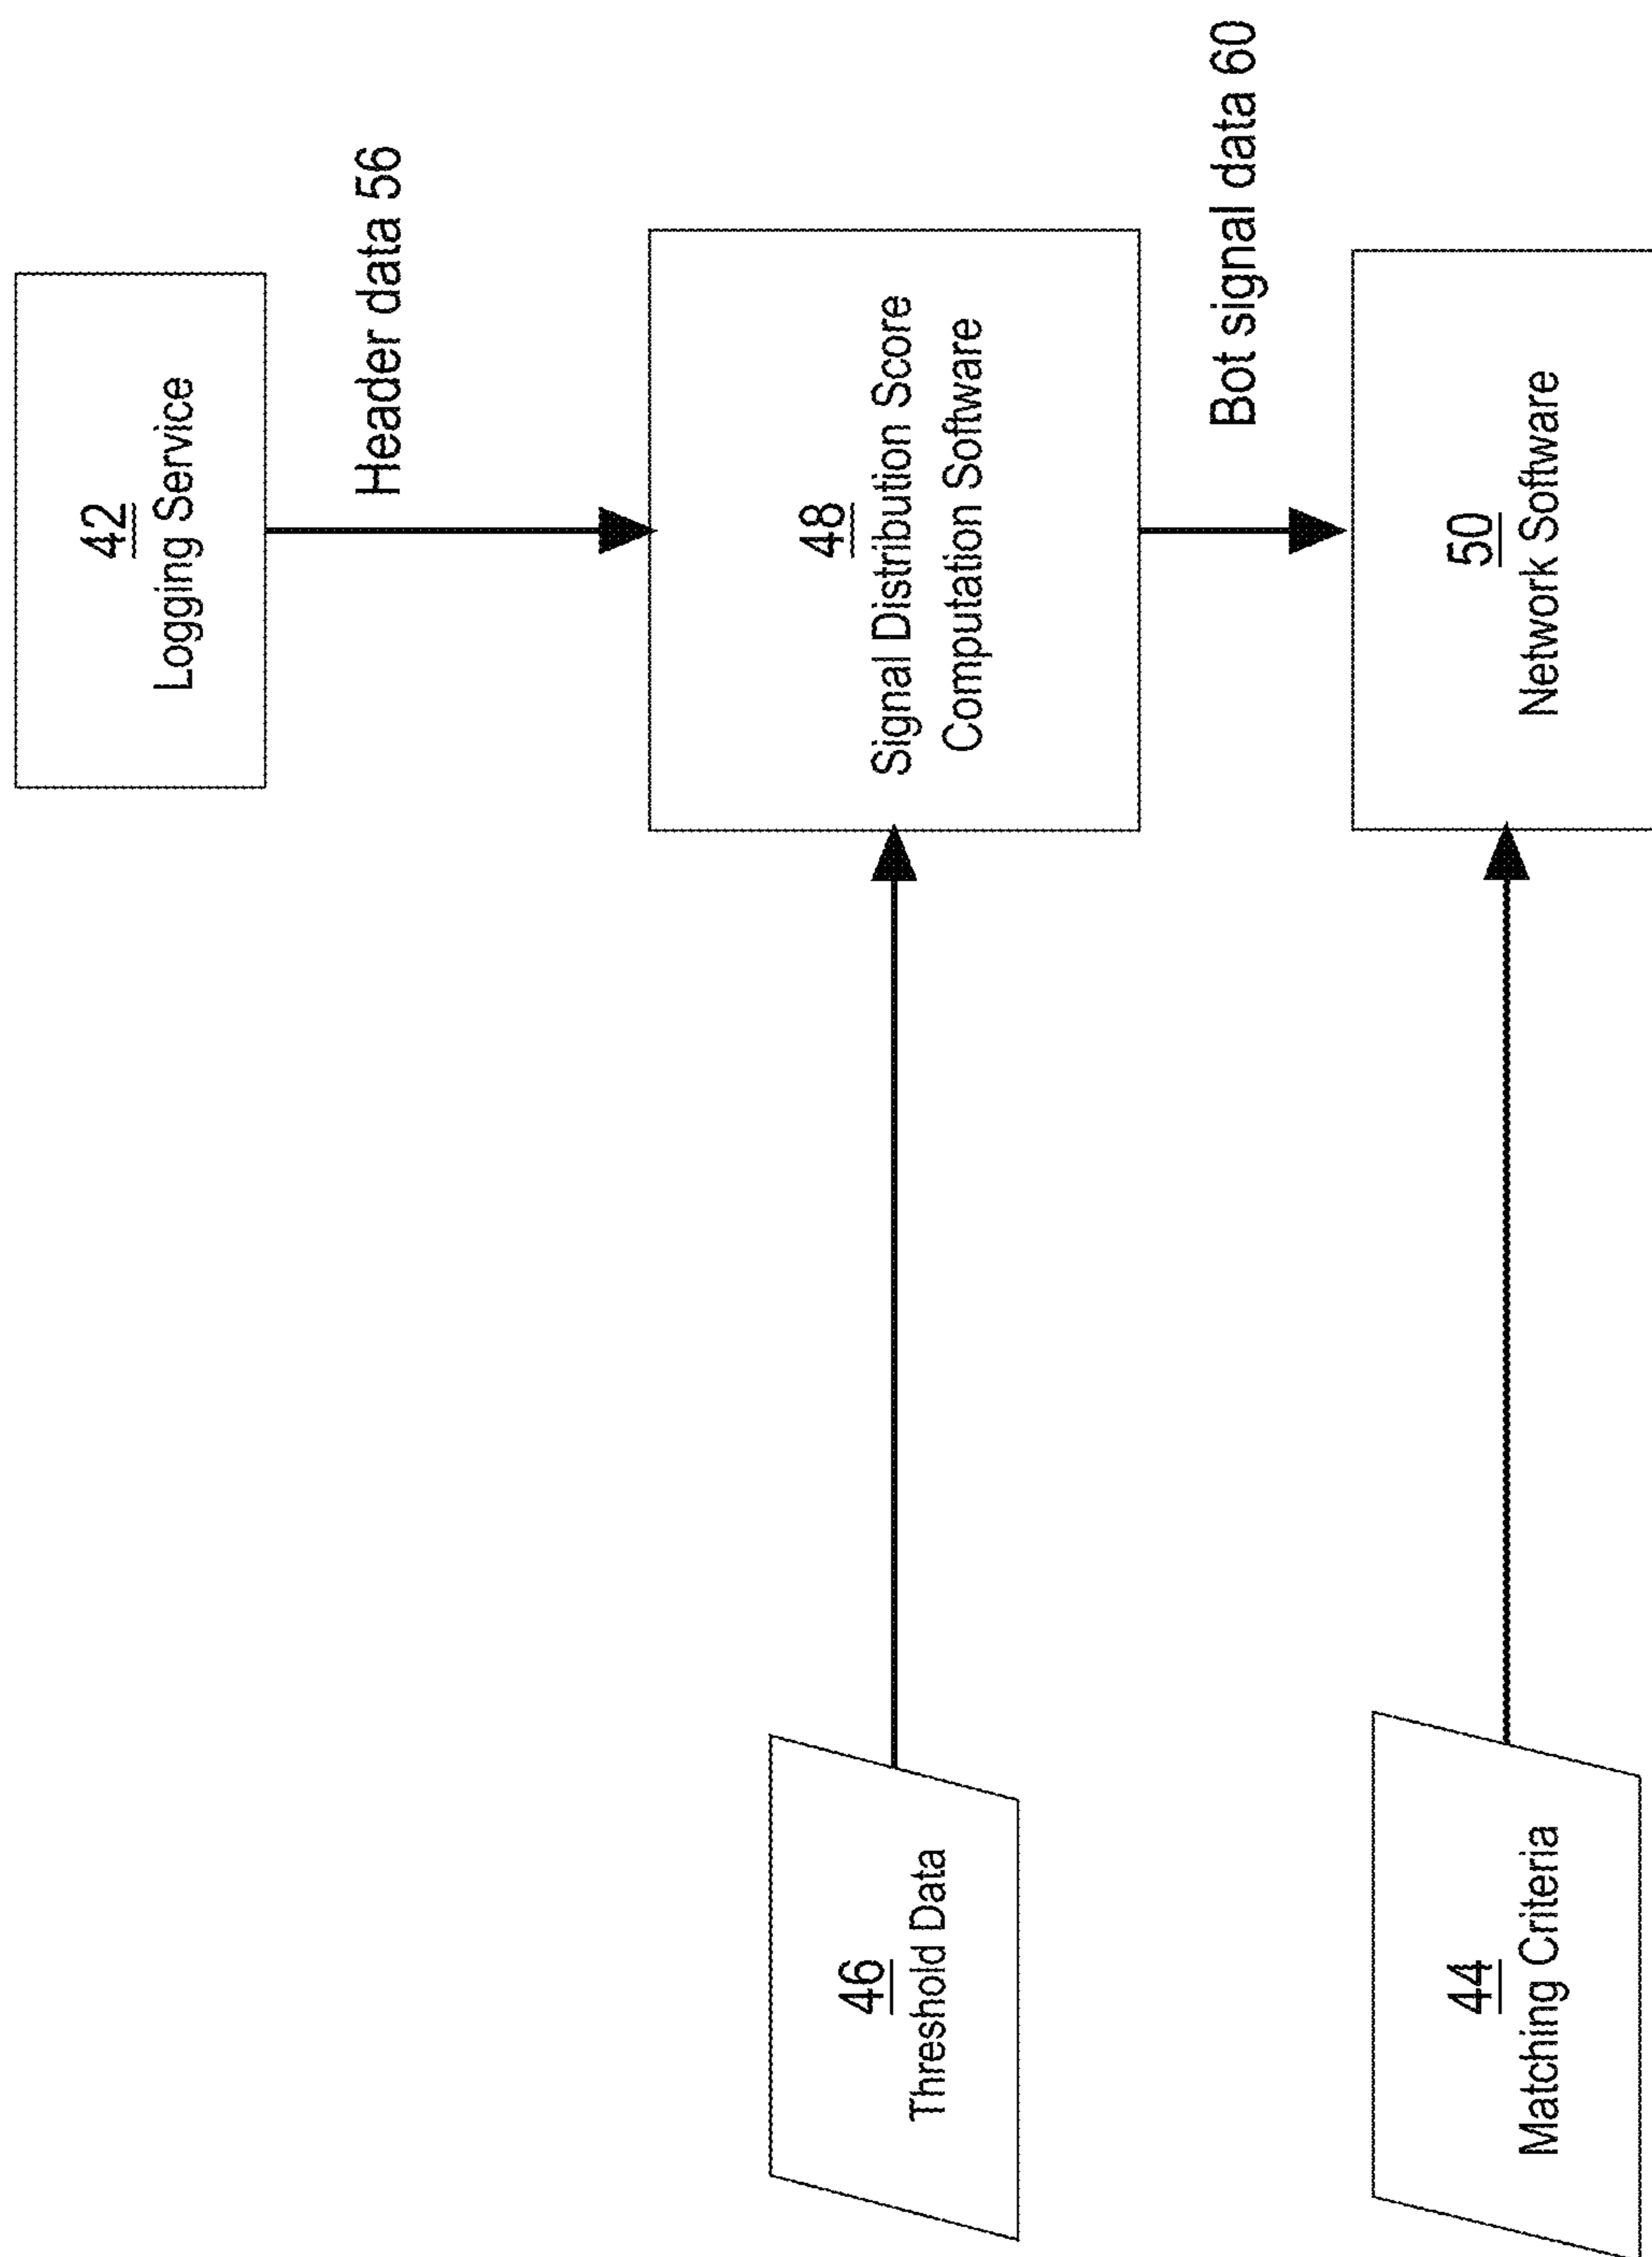 42
Logging Service
Header data 56
48
Signal Distribution Score
Computation Software
Bot signal data 60
50
Network Software
46
Threshold Data
44
Matching Criteria